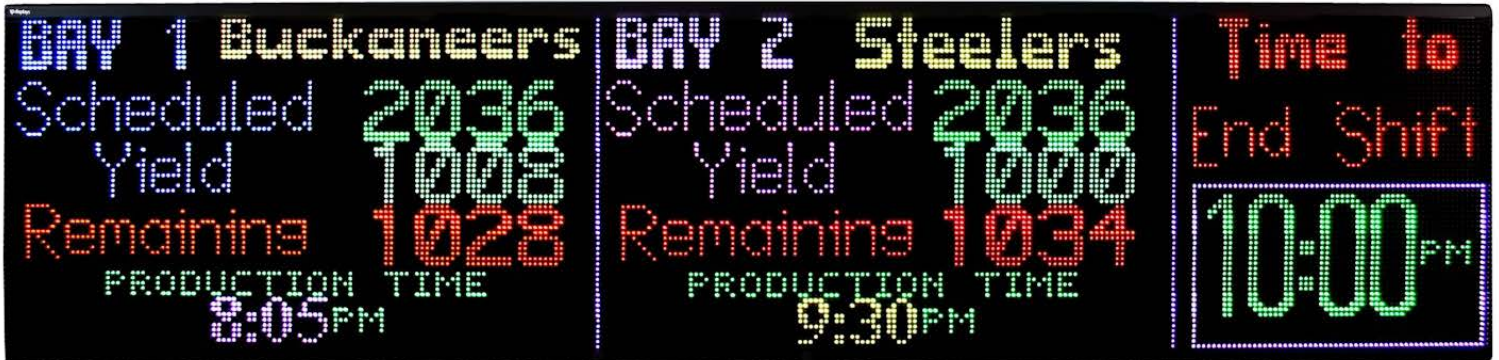 BAY 1 Buckaneers
Scheduled 2036
Yield 1008
Remaining 1028
PRODUCTION TIME
8:05PM
BAY 2 Steelers
Scheduled 2036
Yield 1000
Remaining 1034
PRODUCTION TIME
9:30PM
Time to
End Shift
10:00PM